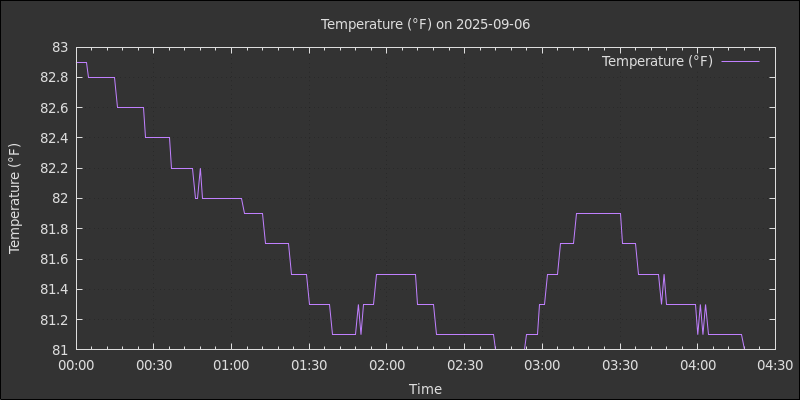 Temperature (°F) on 2025-09-06
Temperature (°F)
83
82.8
82.6
82.4
82.2
82
81.8
81.6
81.4
81.2
81
Temperature (°F)
00:00 00:30 01:00 01:30 02:00 02:30 03:00 03:30 04:00 04:30
Time